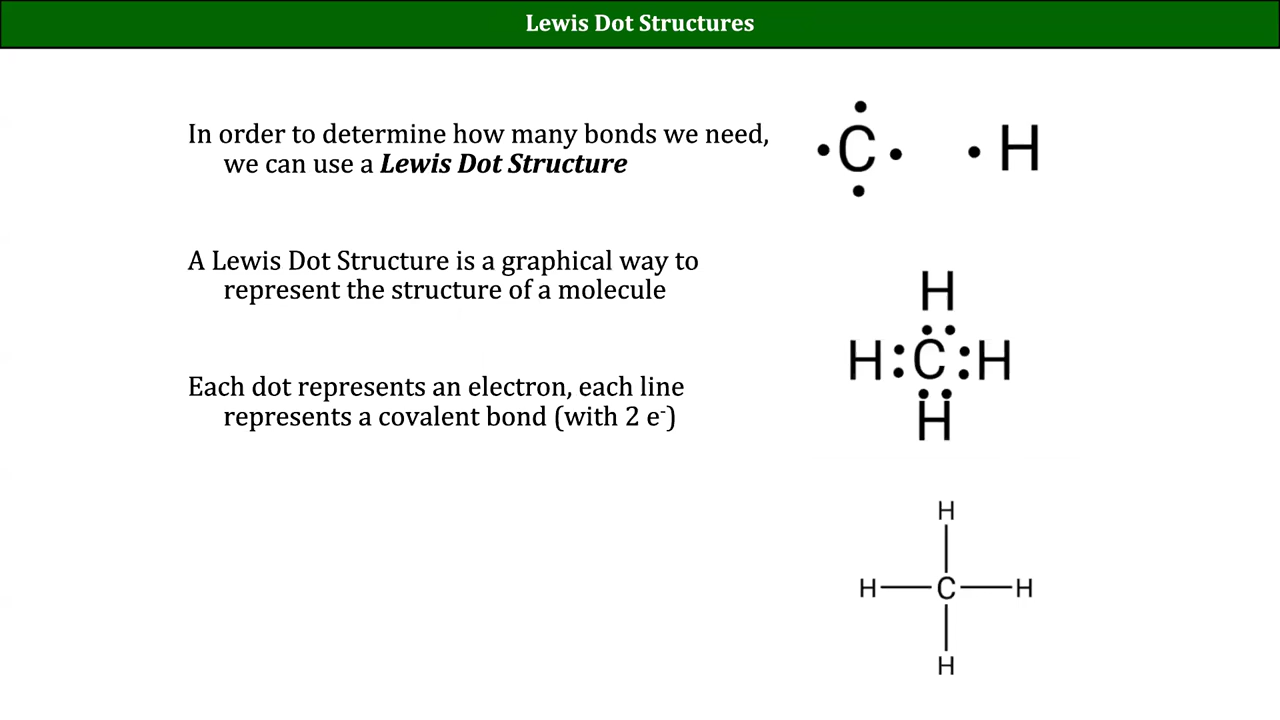 Lewis Dot Structures
In order to determine how many bonds we need,
we can use a Lewis Dot Structure
A Lewis Dot Structure is a graphical way to
represent the structure of a molecule
Each dot represents an electron, each line
represents a covalent bond (with 2 e-)
C H
H
H C H
H
H
H C H
H